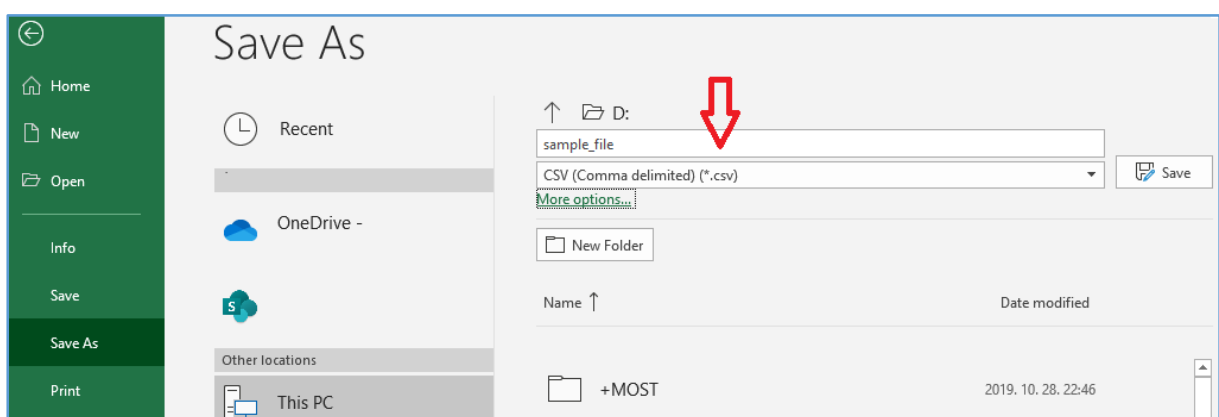 Save As
Home
New
Open
Info
Save
Save As
Print
Recent
OneDrive -
S
Other locations
This PC
D:
sample_file
CSV (Comma delimited) (*.csv)
Save
More options...
New Folder
Name
Date modified
+MOST
2019. 10. 28. 22:46